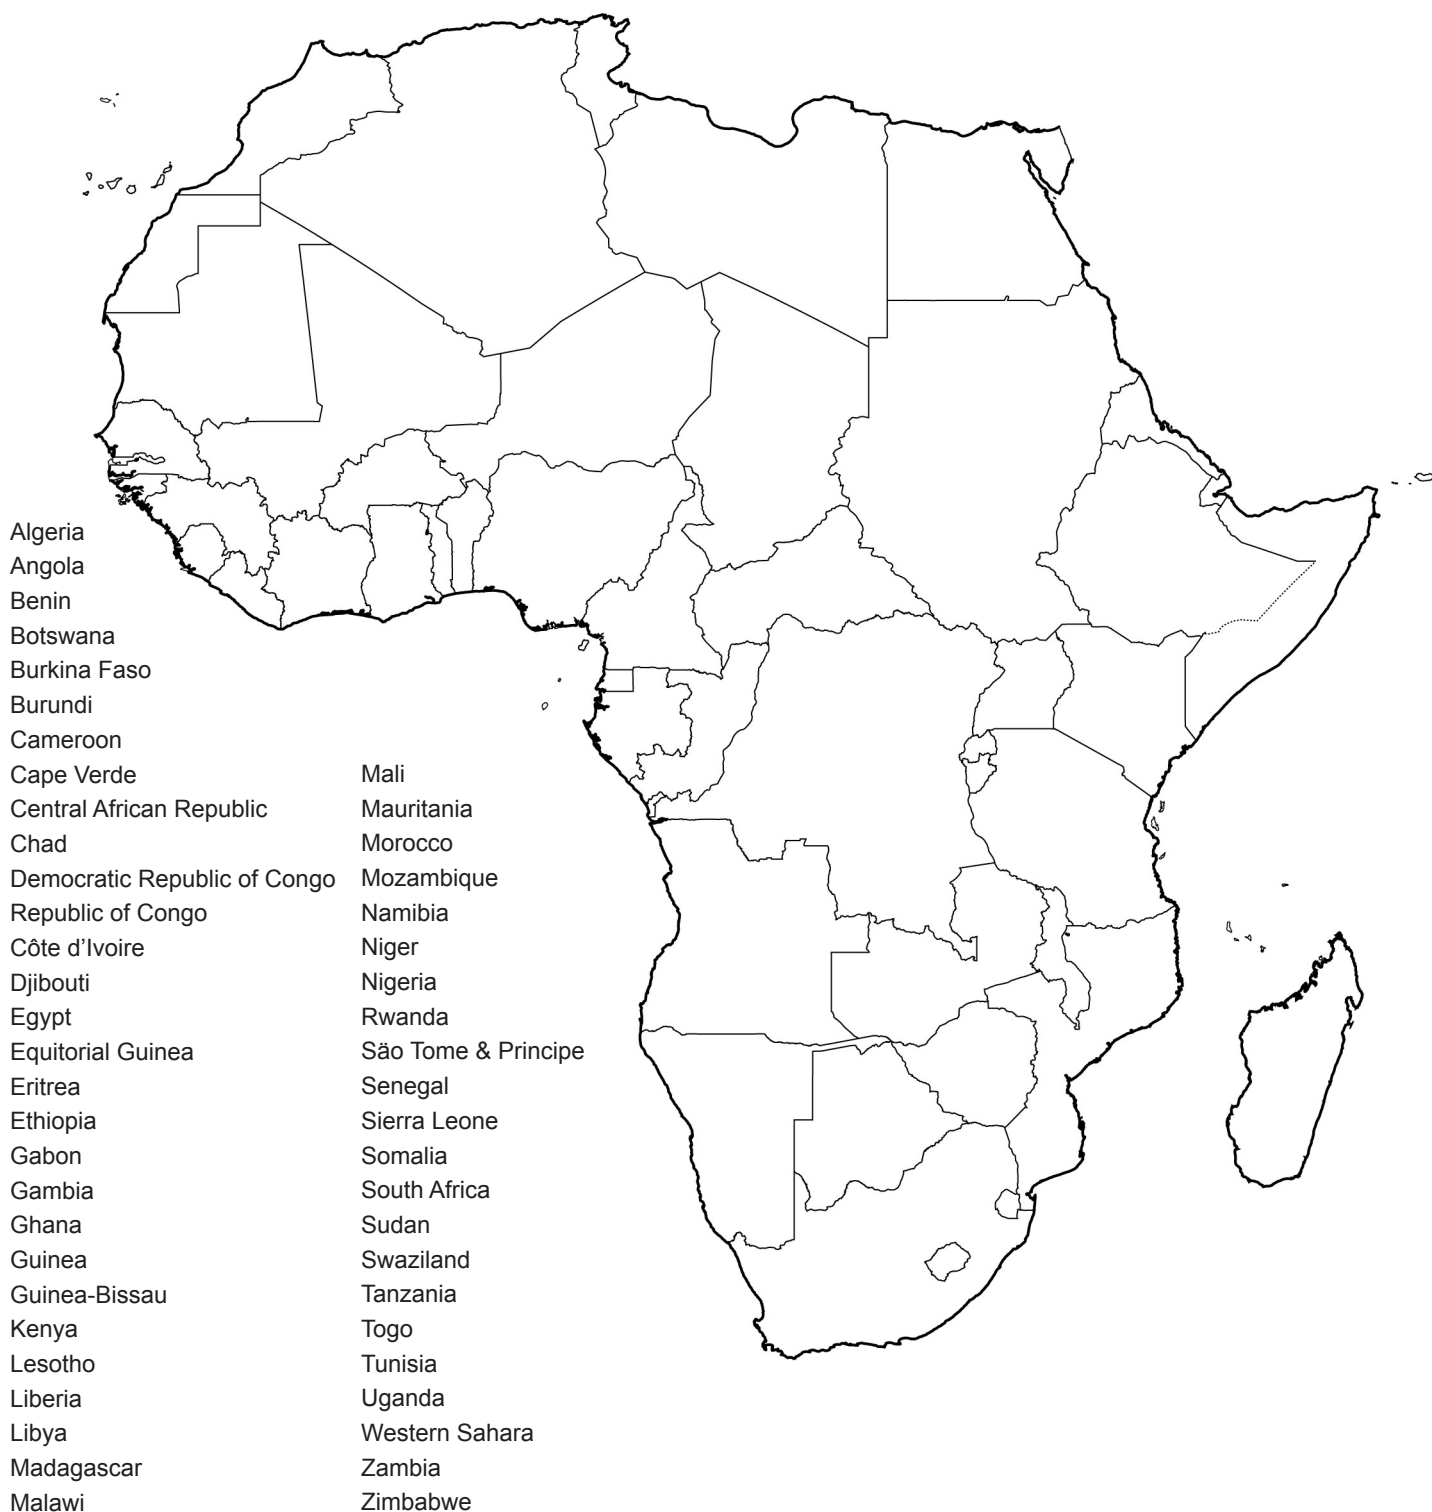 Algeria
Angola
Benin
Botswana
Burkina Faso
Burundi
Cameroon
Cape Verde
Central African Republic
Chad
Democratic Republic of Congo
Republic of Congo
Côte d’Ivoire
Djibouti
Egypt
Equitorial Guinea
Eritrea
Ethiopia
Gabon
Gambia
Ghana
Guinea
Guinea-Bissau
Kenya
Lesotho
Liberia
Libya
Madagascar
Malawi
Mali
Mauritania
Morocco
Mozambique
Namibia
Niger
Nigeria
Rwanda
Säo Tome & Principe
Senegal
Sierra Leone
Somalia
South Africa
Sudan
Swaziland
Tanzania
Togo
Tunisia
Uganda
Western Sahara
Zambia
Zimbabwe